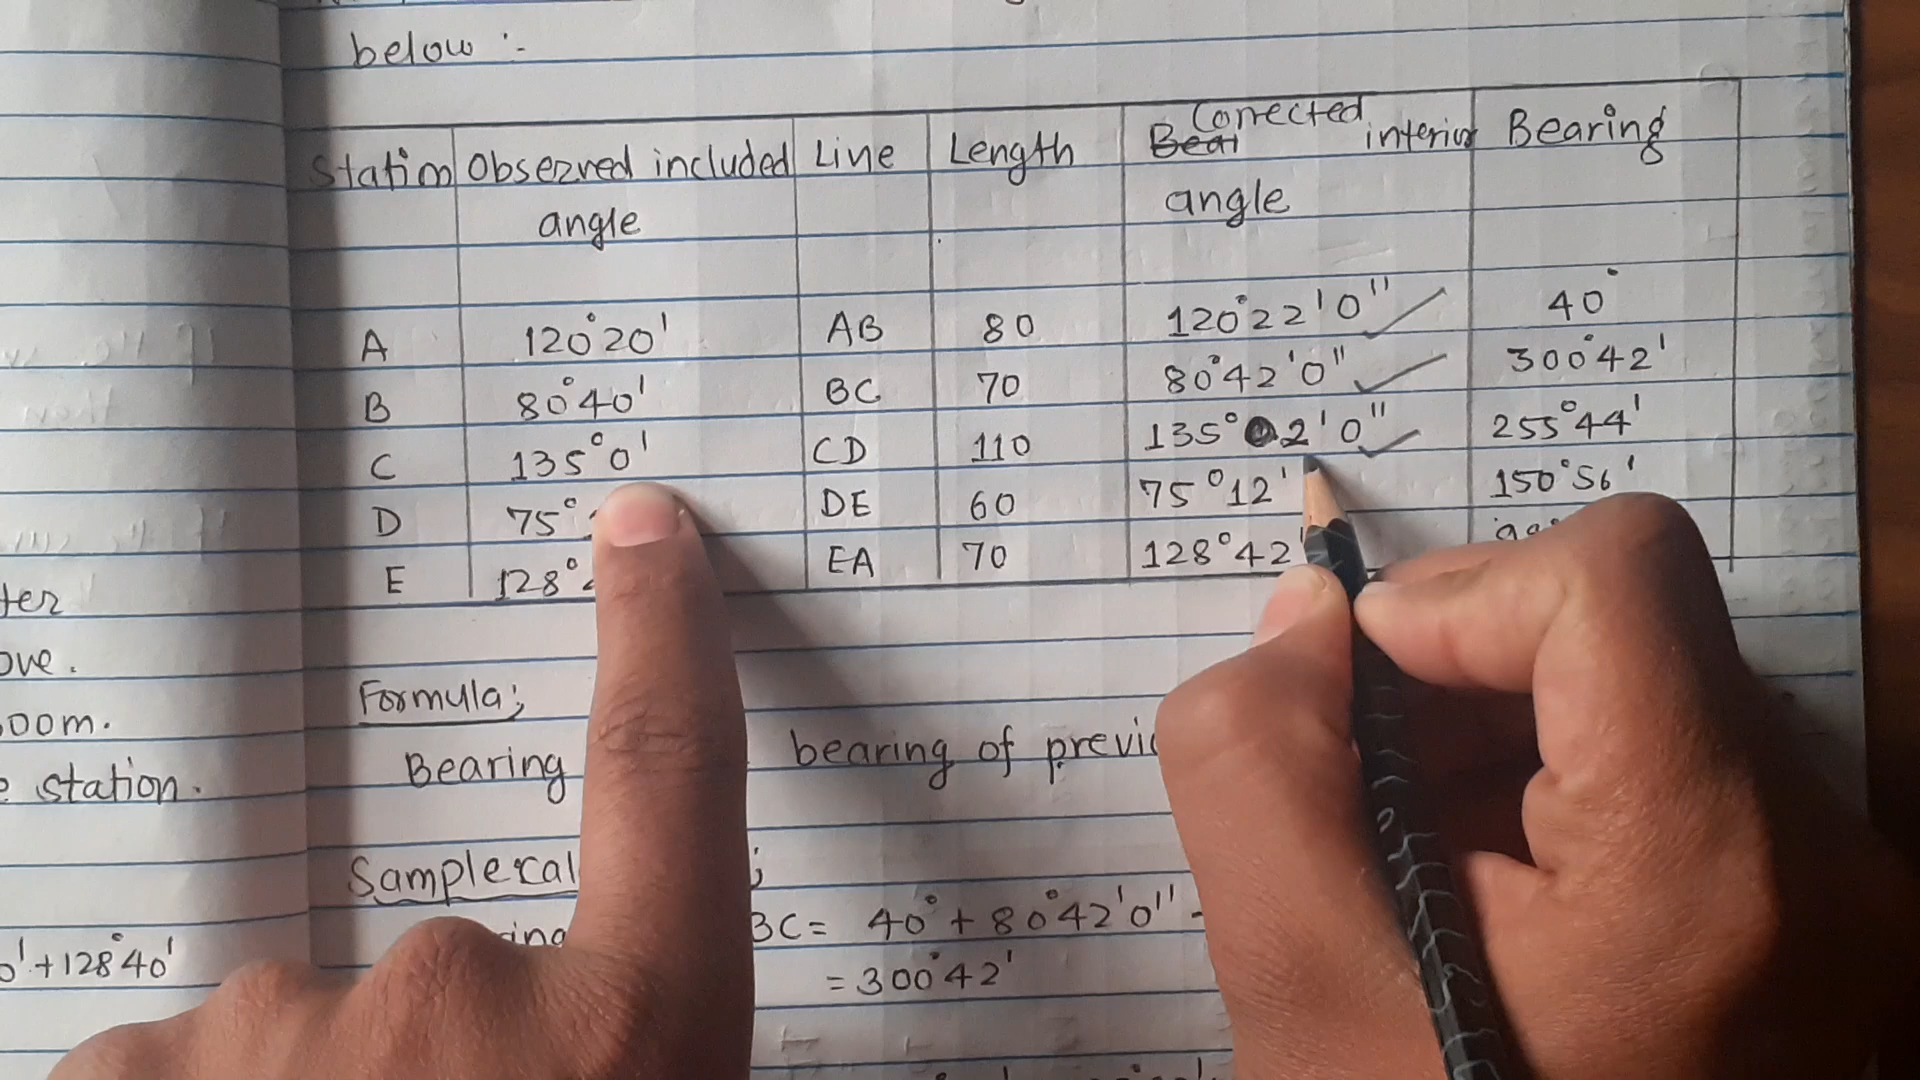 below :-
Station Observed included angle Line Length Corrected interior angle Bearing
A 120°20' AB 80 120°22'0" 40°
B 80°40' BC 70 80°42'0" 300°42'
C 135°0' CD 110 135°2'0" 255°44'
D 75° DE 60 75°12' 150°56'
E 128° EA 70 128°42'
ove.
Formula;
oom.
Bearing bearing of
station.
Sample
BC = 40° + 80°42'0" -
0' + 128°40'
= 300°42'